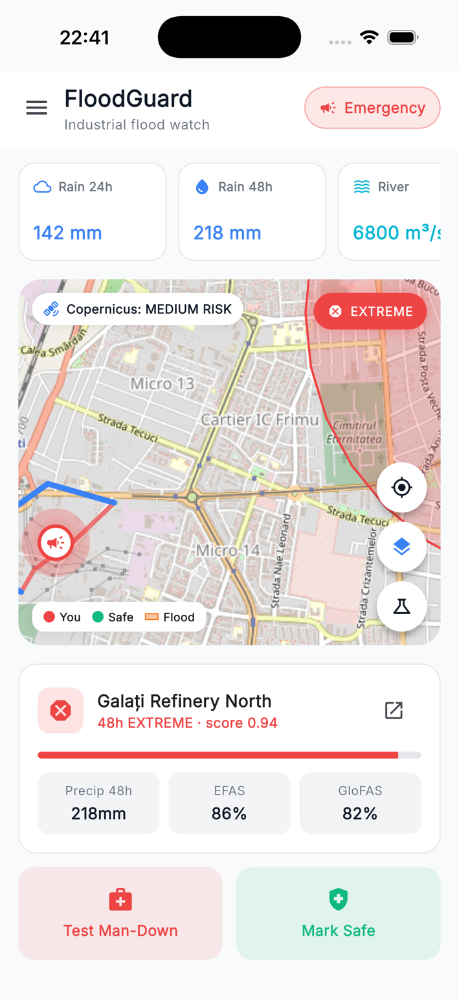 22:41
FloodGuard
Industrial flood watch
Emergency
Rain 24h
142 mm
Rain 48h
218 mm
River
6800 m³/s
Copernicus: MEDIUM RISK
EXTREME
Calea Smârdan
Micro 13
Strada Tecuci
Cartier IC Frimu
Cimitirul
Eternitatea
Strada Poșta Veche
Strada Tecuci
Micro 14
Strada Nae Leonard
Strada Crizantemelor
You
Safe
Flood
Galați Refinery North
48h EXTREME · score 0.94
Precip 48h
218mm
EFAS
86%
GloFAS
82%
Test Man-Down
Mark Safe